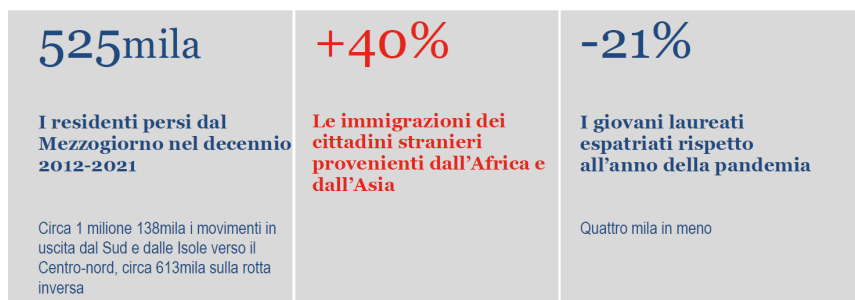 525mila
I residenti persi dal
Mezzogiorno nel decennio
2012-2021
Circa 1 milione 138mila i movimenti in
uscita dal Sud e dalle Isole verso il
Centro-nord, circa 613mila sulla rotta
inversa
+40%
Le immigrazioni dei
cittadini stranieri
provenienti dall'Africa e
dall'Asia
-21%
I giovani laureati
espatriati rispetto
all'anno della pandemia
Quattro mila in meno